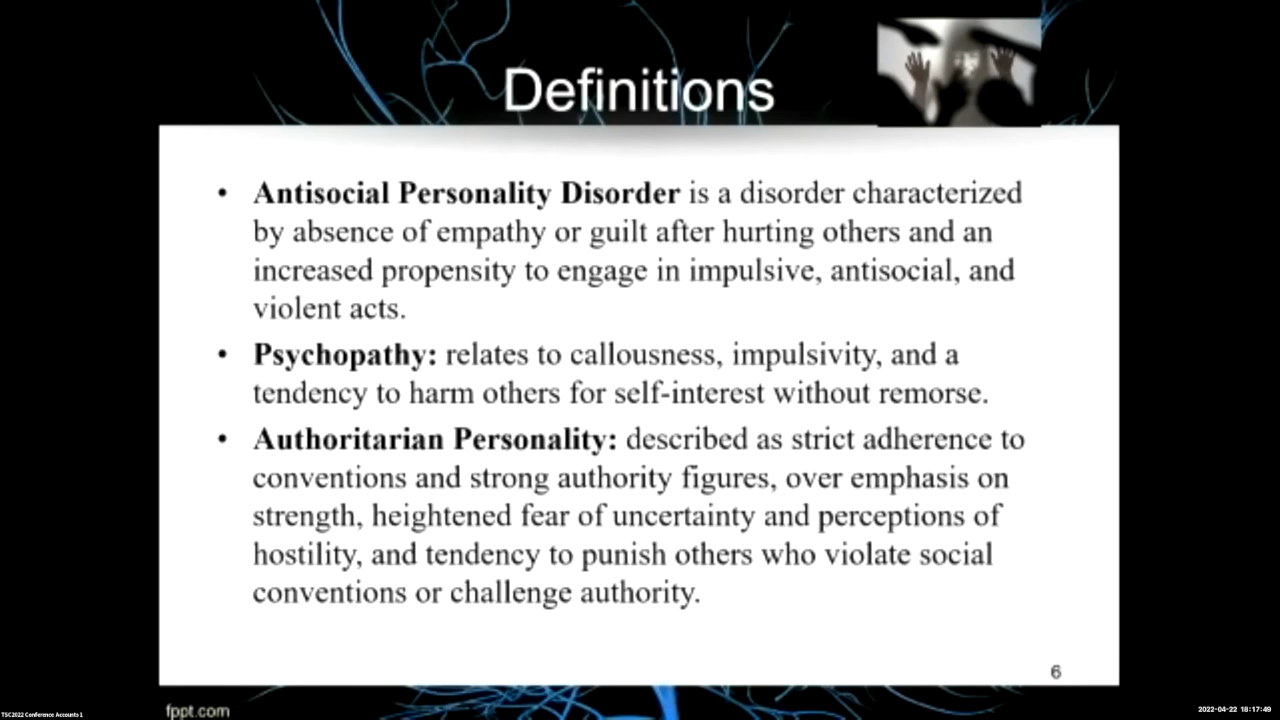 Definitions
• Antisocial Personality Disorder is a disorder characterized
by absence of empathy or guilt after hurting others and an
increased propensity to engage in impulsive, antisocial, and
violent acts.
• Psychopathy: relates to callousness, impulsivity, and a
tendency to harm others for self-interest without remorse.
• Authoritarian Personality: described as strict adherence to
conventions and strong authority figures, over emphasis on
strength, heightened fear of uncertainty and perceptions of
hostility, and tendency to punish others who violate social
conventions or challenge authority.
6
fppt.com
TSC2022 Conference Accounts 1
2022-04-22 18:17:49